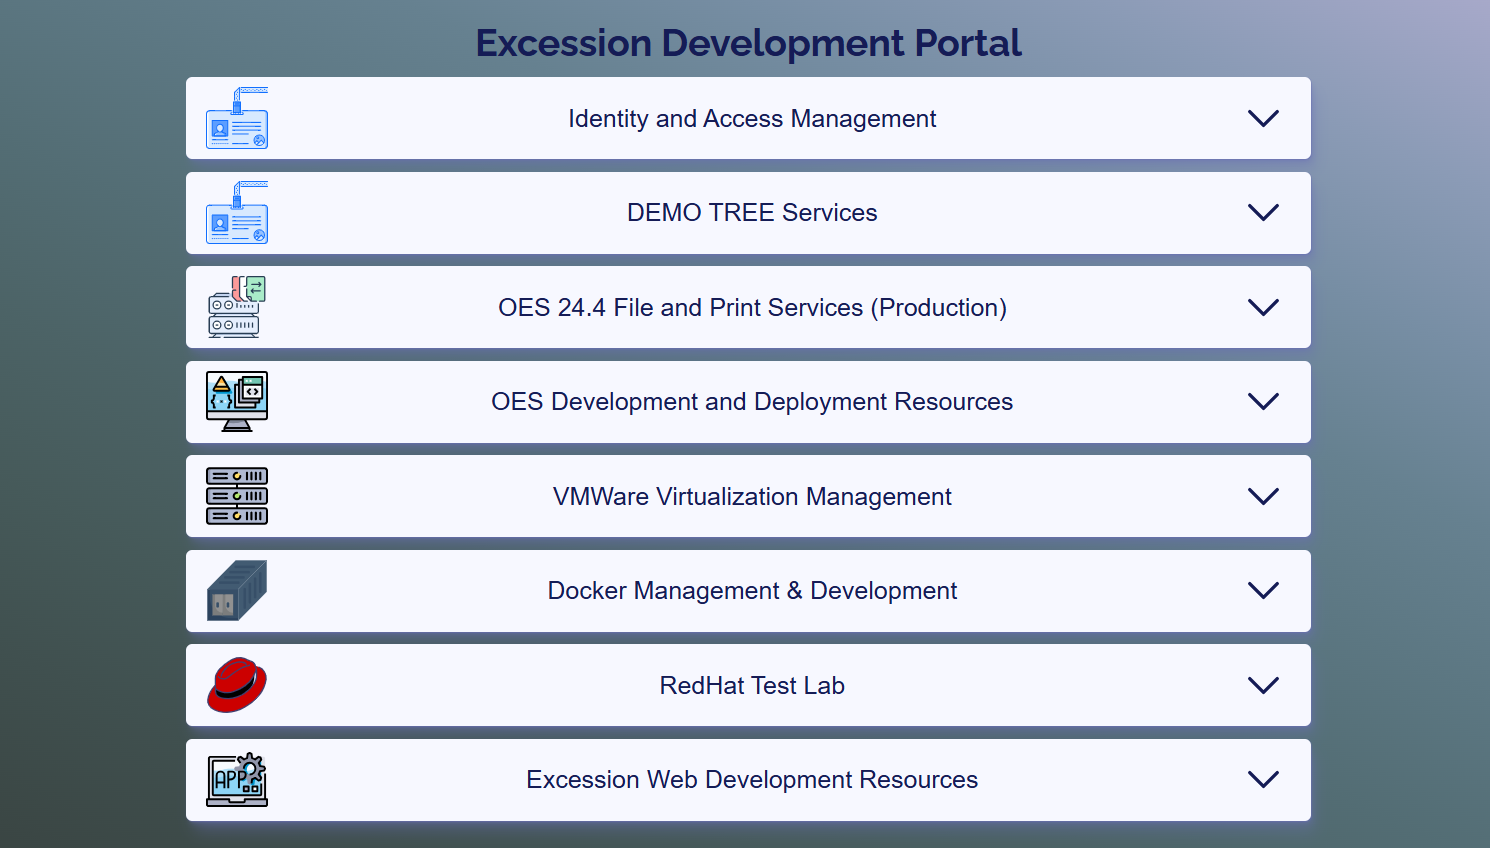 Excession Development Portal
Identity and Access Management
DEMO TREE Services
OES 24.4 File and Print Services (Production)
OES Development and Deployment Resources
VMWare Virtualization Management
Docker Management & Development
RedHat Test Lab
APP
Excession Web Development Resources